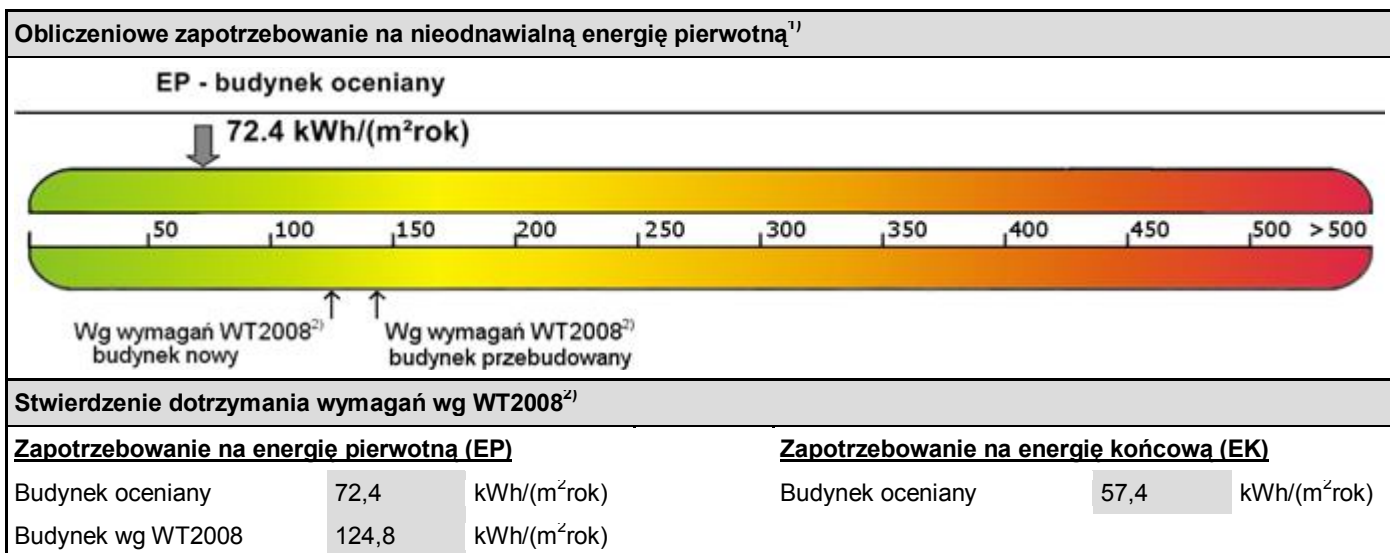 Obliczeniowe zapotrzebowanie na nieodnawialną energię pierwotną¹⁾
EP - budynek oceniany
72.4 kWh/(m²rok)
50 100 150 200 250 300 350 400 450 500 > 500
Wg wymagań WT2008²⁾
budynek nowy
Wg wymagań WT2008²⁾
budynek przebudowany
Stwierdzenie dotrzymania wymagań wg WT2008²⁾
Zapotrzebowanie na energię pierwotną (EP)
Budynek oceniany 72,4 kWh/(m²rok)
Budynek wg WT2008 124,8 kWh/(m²rok)
Zapotrzebowanie na energię końcową (EK)
Budynek oceniany 57,4 kWh/(m²rok)